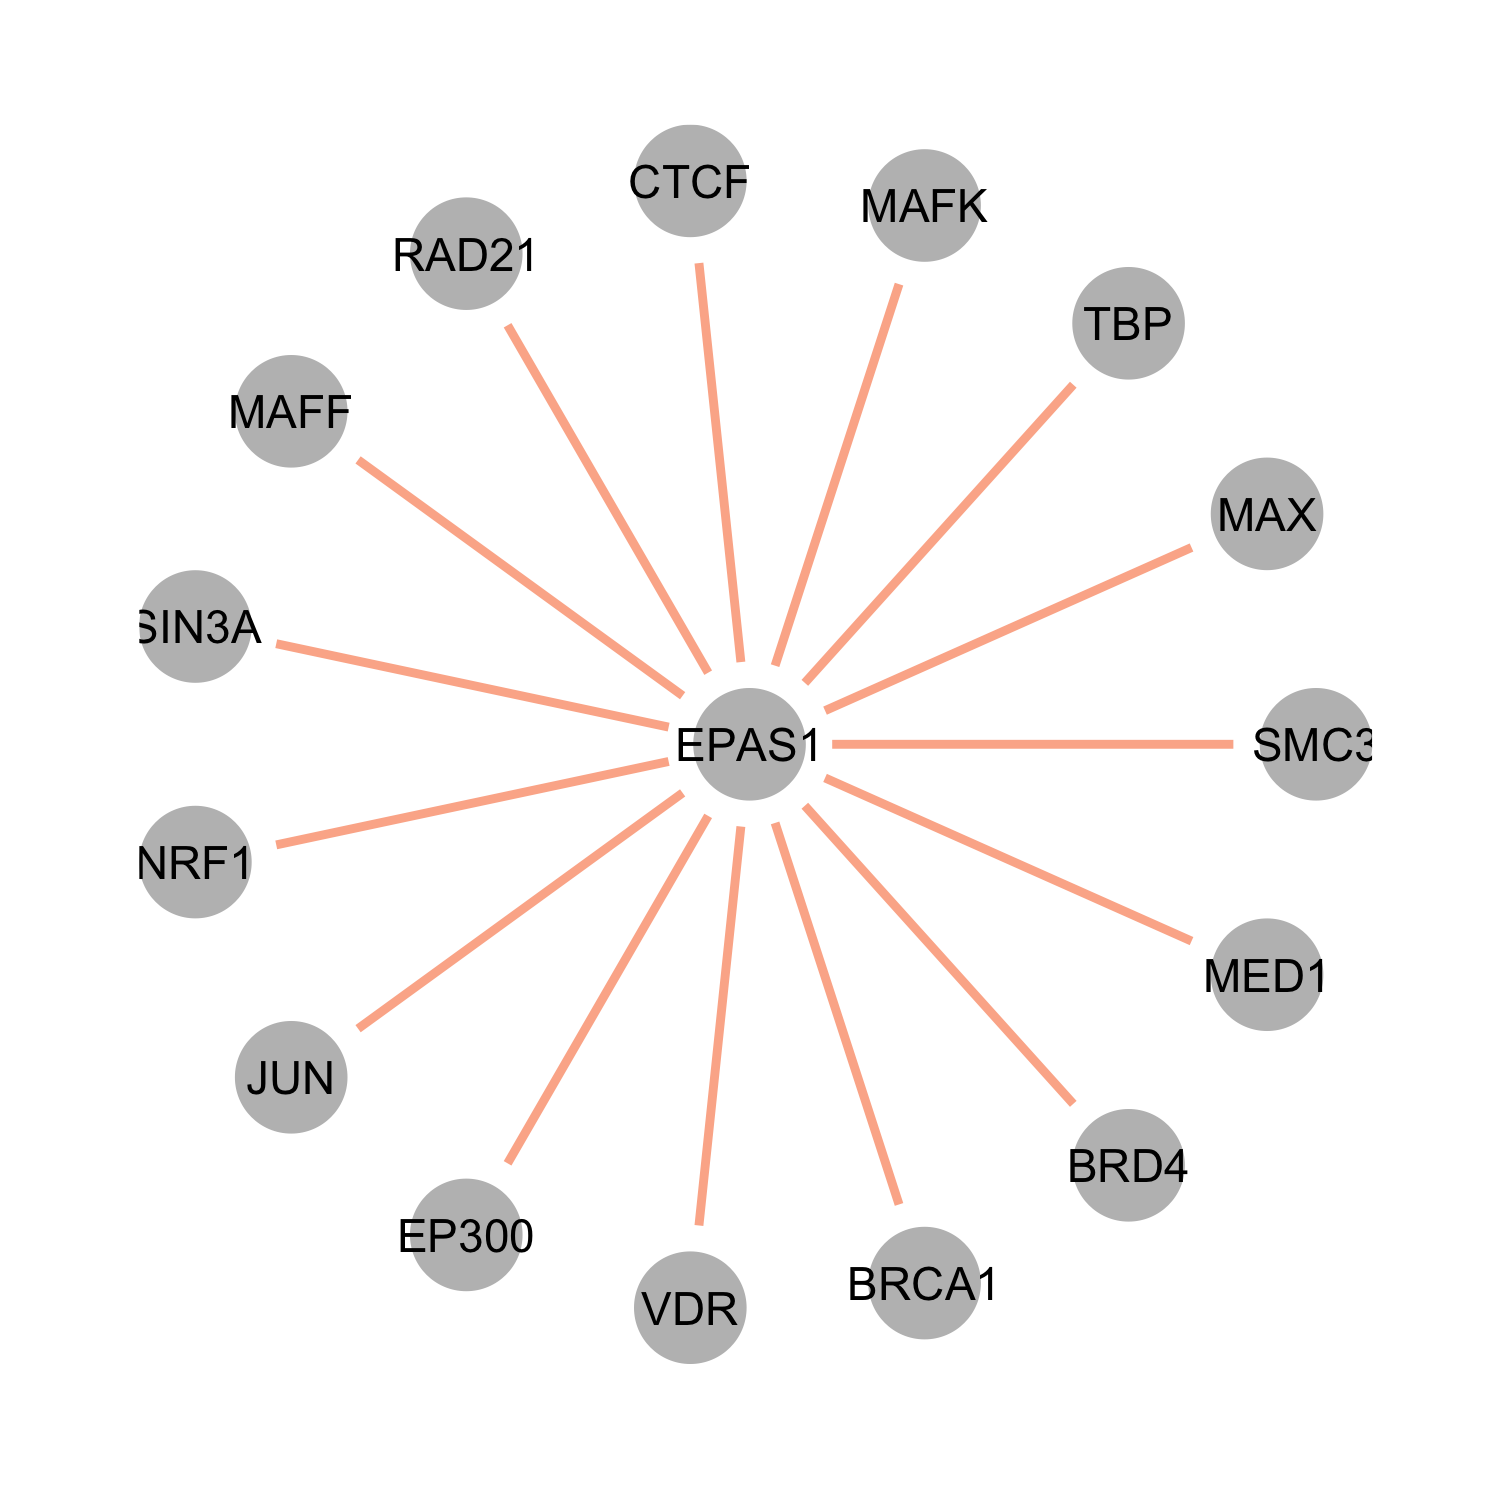 CTCF
MAFK
RAD21
TBP
MAFF
MAX
SIN3A
EPAS1
SMC3
NRF1
MED1
JUN
BRD4
EP300
BRCA1
VDR